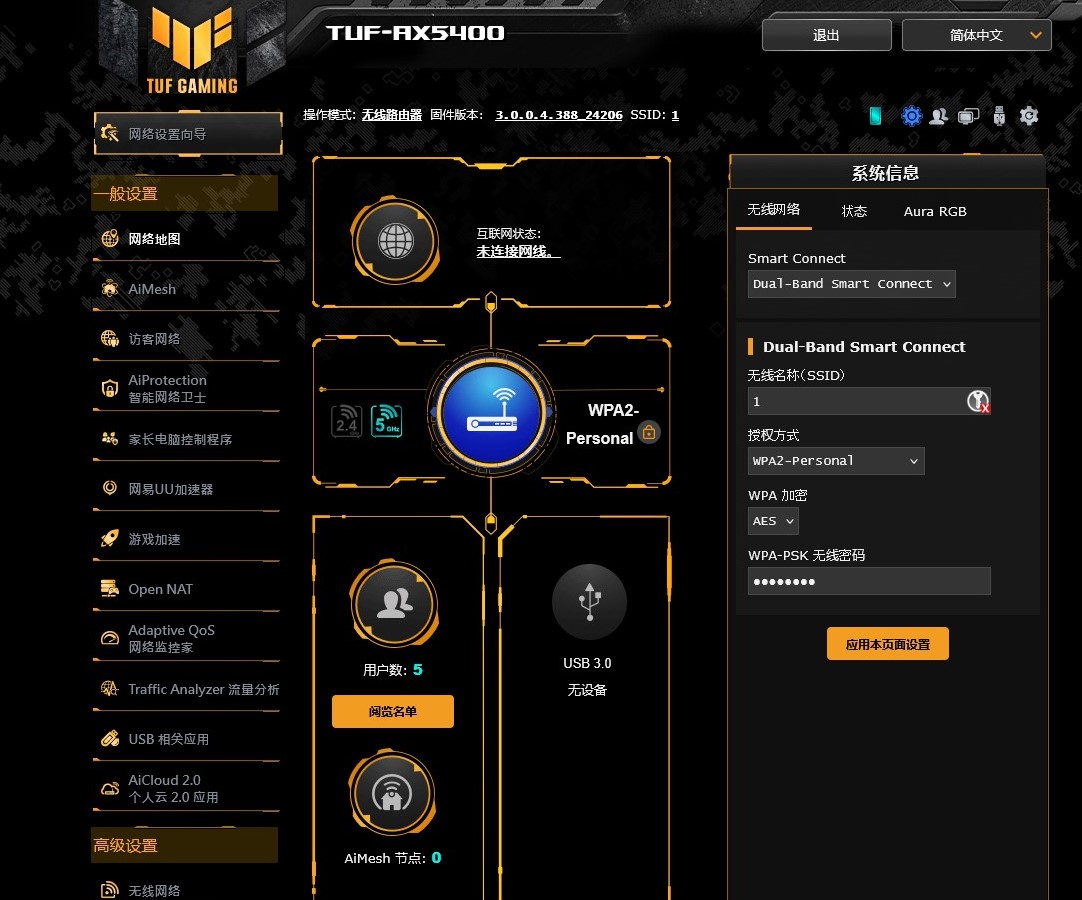 TUF GAMING
TUF-AX5400
退出
简体中文
操作模式: 无线路由器 固件版本: 3.0.0.4.388_24206 SSID: 1
网络设置向导
一般设置
网络地图
AiMesh
访客网络
AiProtection
智能网络卫士
家长电脑控制程序
网易UU加速器
游戏加速
Open NAT
Adaptive QoS
网络监控家
Traffic Analyzer 流量分析
USB 相关应用
AiCloud 2.0
个人云 2.0 应用
高级设置
无线网络
互联网状态:
未连接网线。
2.4
GHz
5
GHz
WPA2-
Personal
用户数: 5
阅览名单
AiMesh 节点: 0
USB 3.0
无设备
系统信息
无线网络
状态
Aura RGB
Smart Connect
Dual-Band Smart Connect
Dual-Band Smart Connect
无线名称(SSID)
1
授权方式
WPA2-Personal
WPA 加密
AES
WPA-PSK 无线密码
••••••••
应用本页面设置